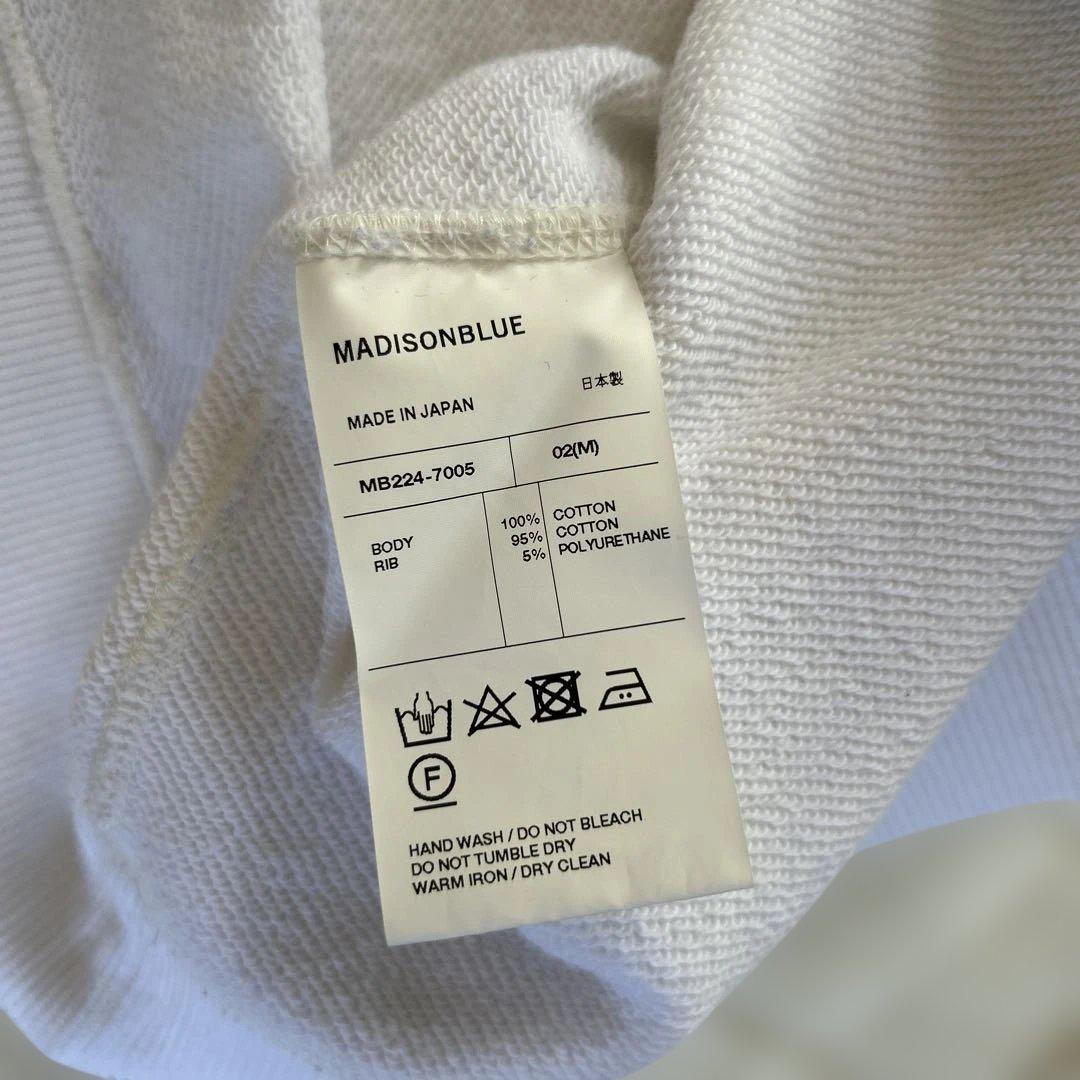 MADISONBLUE
日本製
MADE IN JAPAN
MB224-7005 02(M)
BODY 100% COTTON
RIB 95% COTTON
5% POLYURETHANE
F
HAND WASH / DO NOT BLEACH
DO NOT TUMBLE DRY
WARM IRON / DRY CLEAN